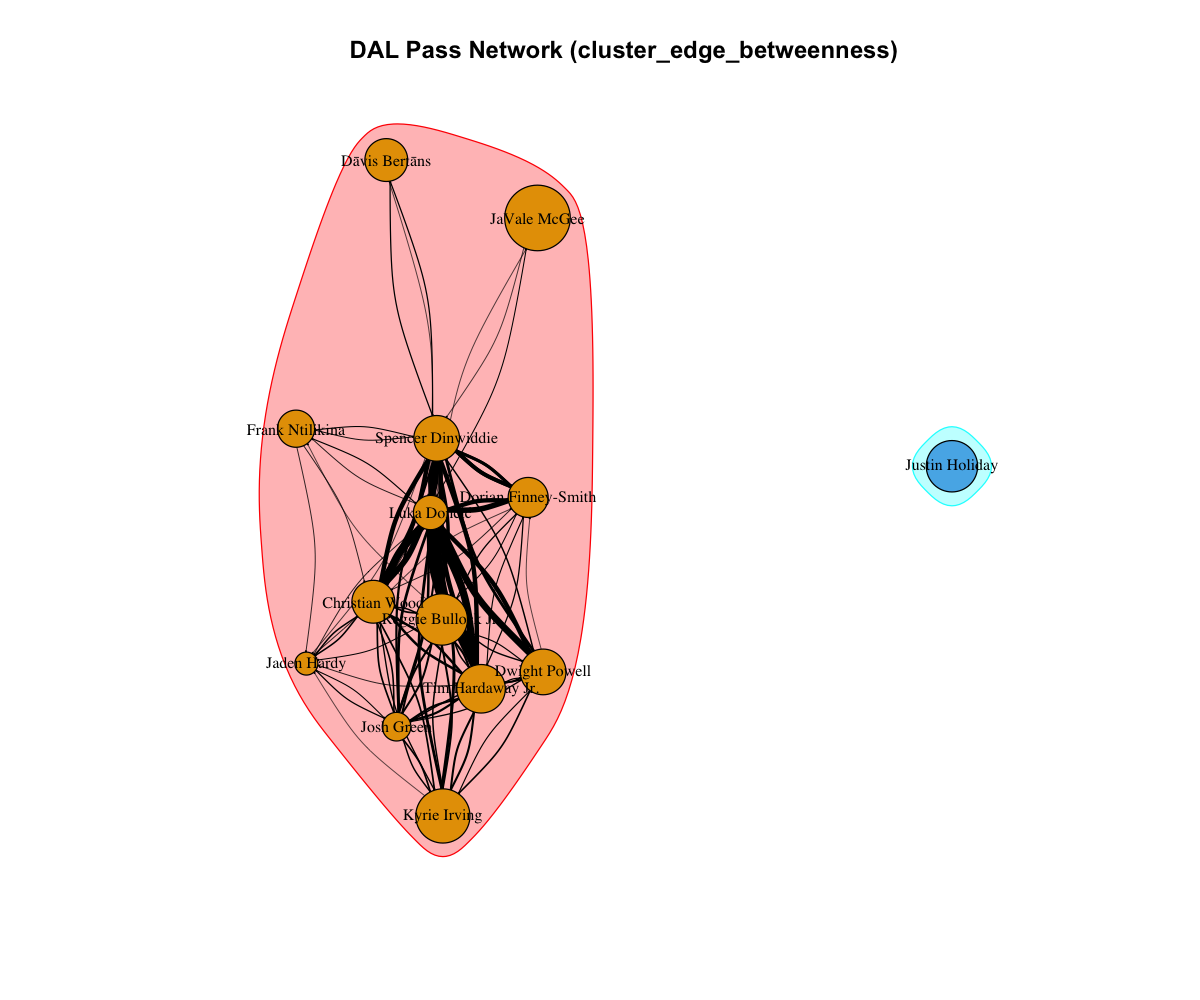 DAL Pass Network (cluster_edge_betweenness)
Dāvis Bertāns
JaVale McGee
Frank Ntilikina
Spencer Dinwiddie
Justin Holiday
Dorian Finney-Smith
Luka Dončić
Christian Wood
Reggie Bullock Jr.
Jaden Hardy
Dwight Powell
Tim Hardaway Jr.
Josh Green
Kyrie Irving